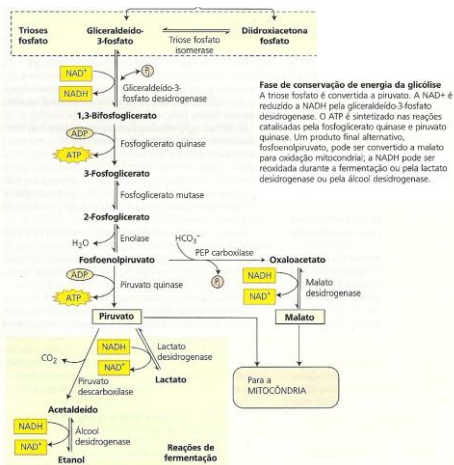 Trioses
fosfato
Gliceraldeído-
3-fosfato
Triose fosfato
isomerase
Diidroxiacetona
fosfato
NAD+
NADH
Pi
Gliceraldeído-3-
fosfato desidrogenase
Fase de conservação de energia da glicólise
A triose fosfato é convertida a piruvato. A NAD+ é
reduzido a NADH pela gliceraldeído-3-fosfato
desidrogenase. O ATP é sintetizado nas reações
catalisadas pela fosfoglicerato quinase e piruvato
quinase. Um produto final alternativo,
fosfoenolpiruvato, pode ser convertido a malato
para oxidação mitocondrial; a NADH pode ser
reoxidada durante a fermentação ou pela lactato
desidrogenase ou pela álcool desidrogenase.
1,3-Bifosfoglicerato
ADP
ATP
Fosfoglicerato quinase
3-Fosfoglicerato
Fosfoglicerato mutase
2-Fosfoglicerato
H2O
Enolase
HCO3−
PEP carboxilase
Fosfoenolpiruvato
Pi
Oxaloacetato
ADP
ATP
Piruvato quinase
NADH
NAD+
Malato
desidrogenase
Piruvato
Malato
CO2
NADH
NAD+
Lactato
desidrogenase
Piruvato
descarboxilase
Lactato
Para a
MITOCÔNDRIA
Acetaldeído
NADH
NAD+
Álcool
desidrogenase
Etanol
Reações de
fermentação